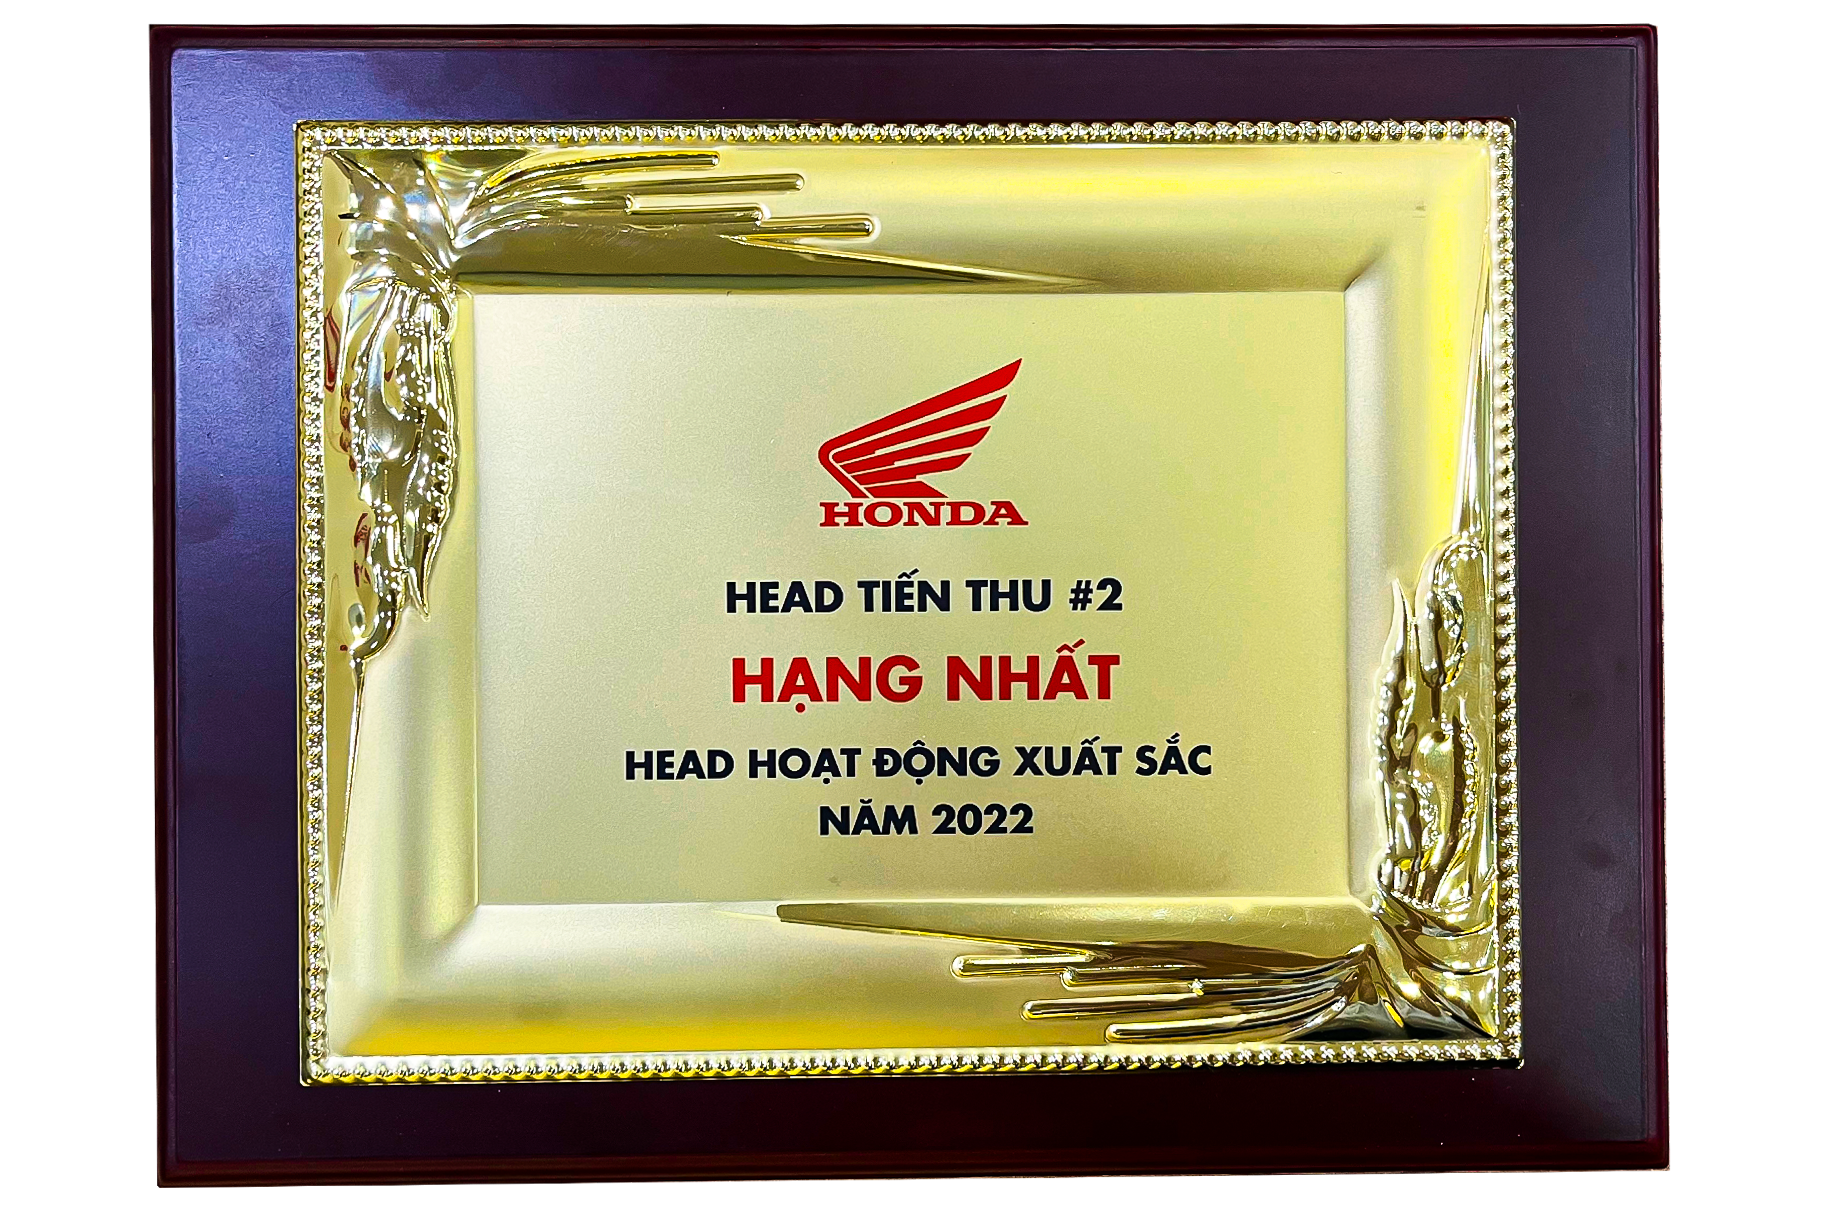 HONDA
HEAD TIẾN THU #2
HẠNG NHẤT
HEAD HOẠT ĐỘNG XUẤT SẮC
NĂM 2022